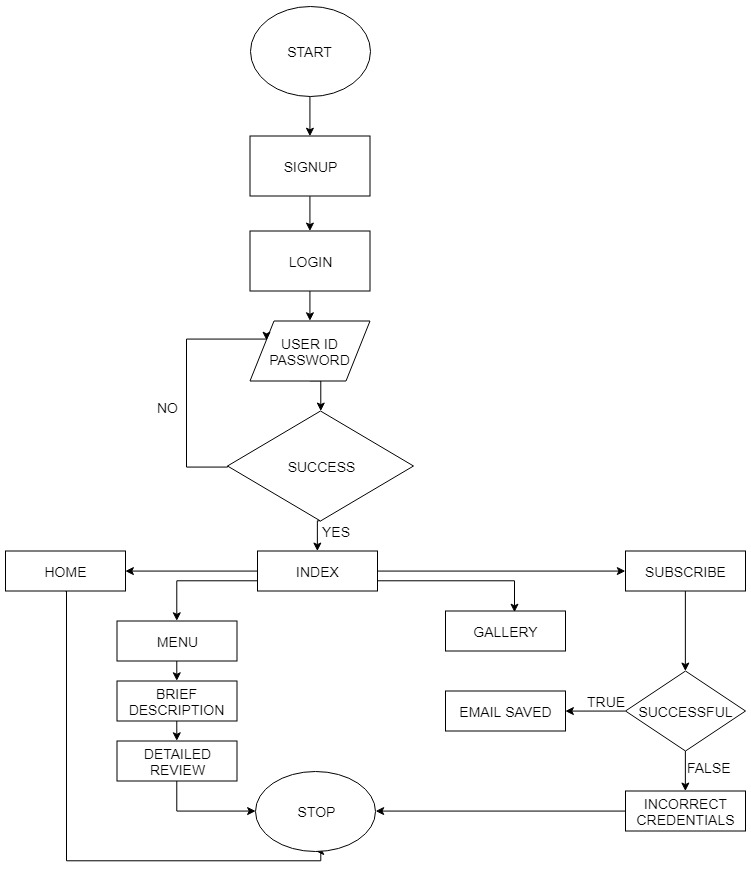 START
SIGNUP
LOGIN
USER ID
PASSWORD
NO
SUCCESS
YES
HOME
INDEX
SUBSCRIBE
MENU
GALLERY
BRIEF
DESCRIPTION
EMAIL SAVED
TRUE
SUCCESSFUL
DETAILED
REVIEW
FALSE
STOP
INCORRECT
CREDENTIALS